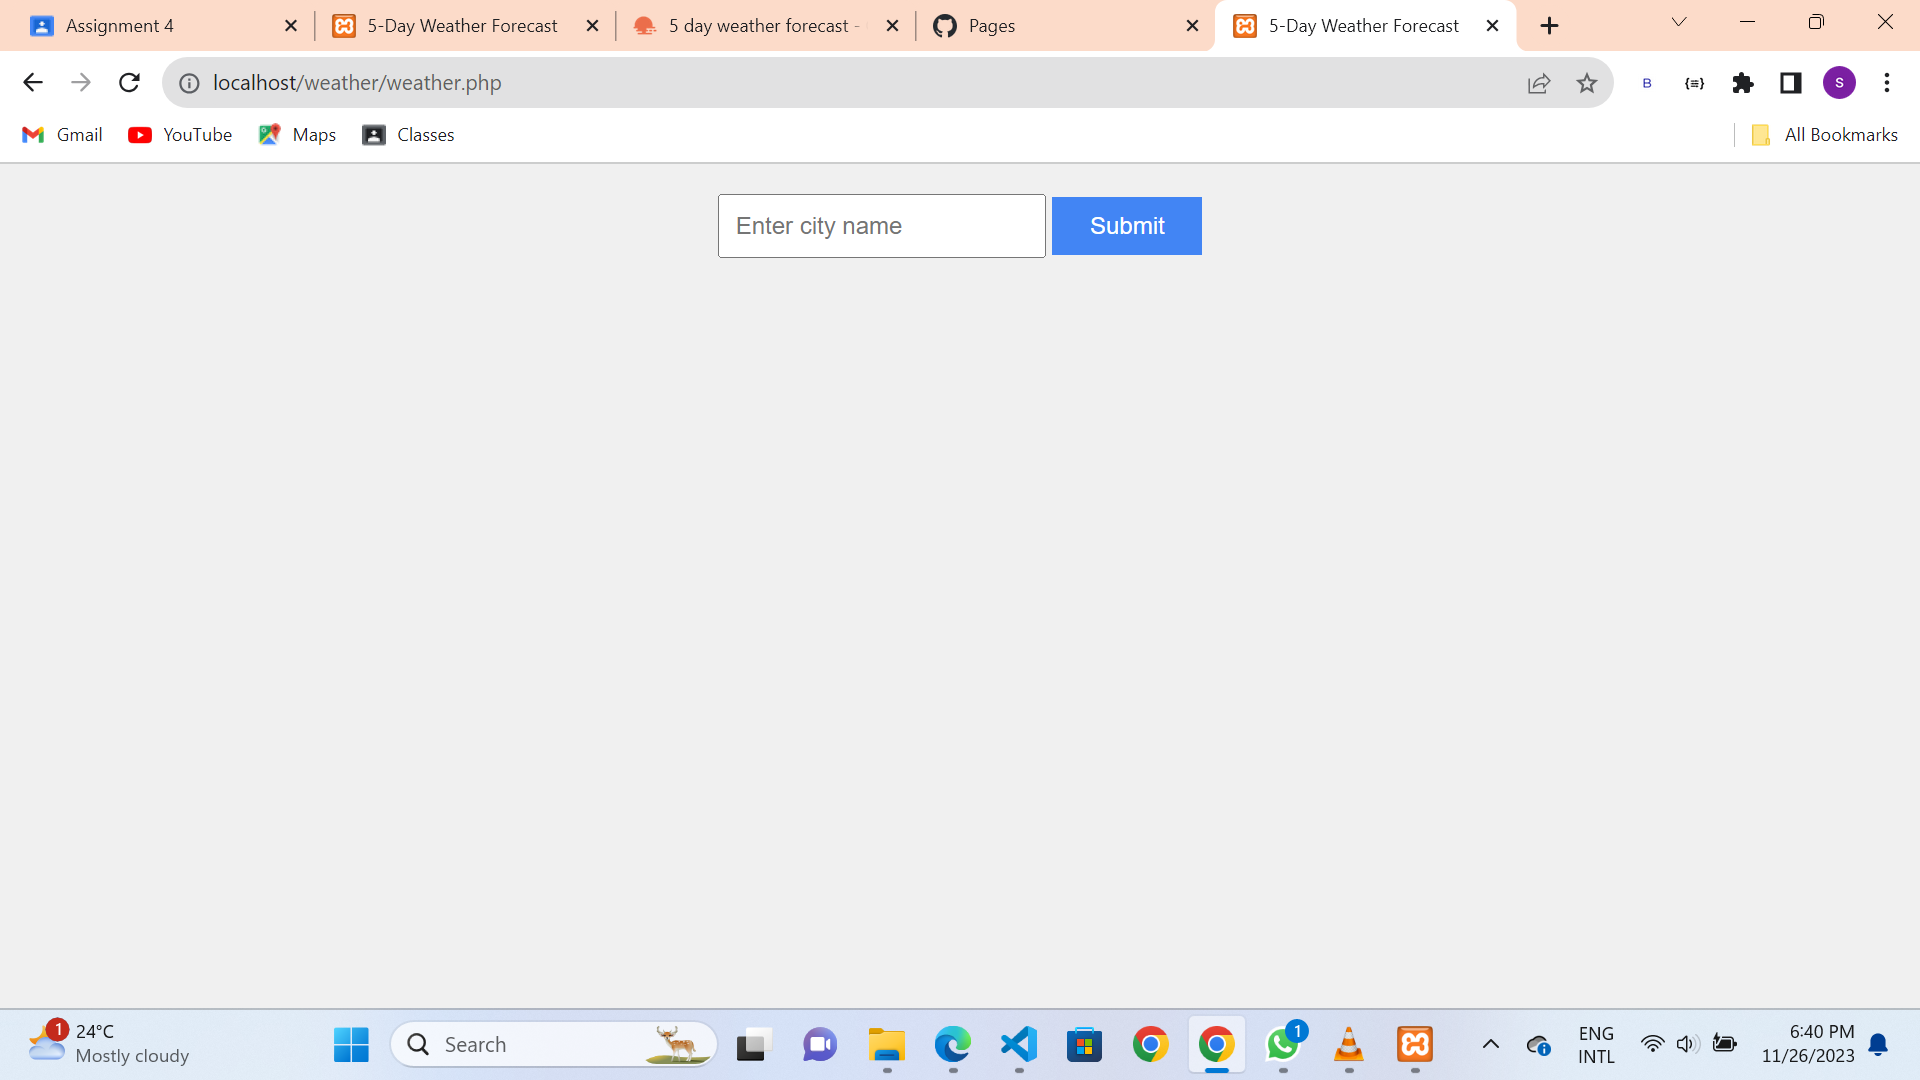 Assignment 4
5-Day Weather Forecast
5 day weather forecast -
Pages
5-Day Weather Forecast
localhost/weather/weather.php
B
{≡}
S
Gmail
YouTube
Maps
Classes
All Bookmarks
Enter city name
Submit
1
24°C
Mostly cloudy
Search
1
ENG
INTL
6:40 PM
11/26/2023